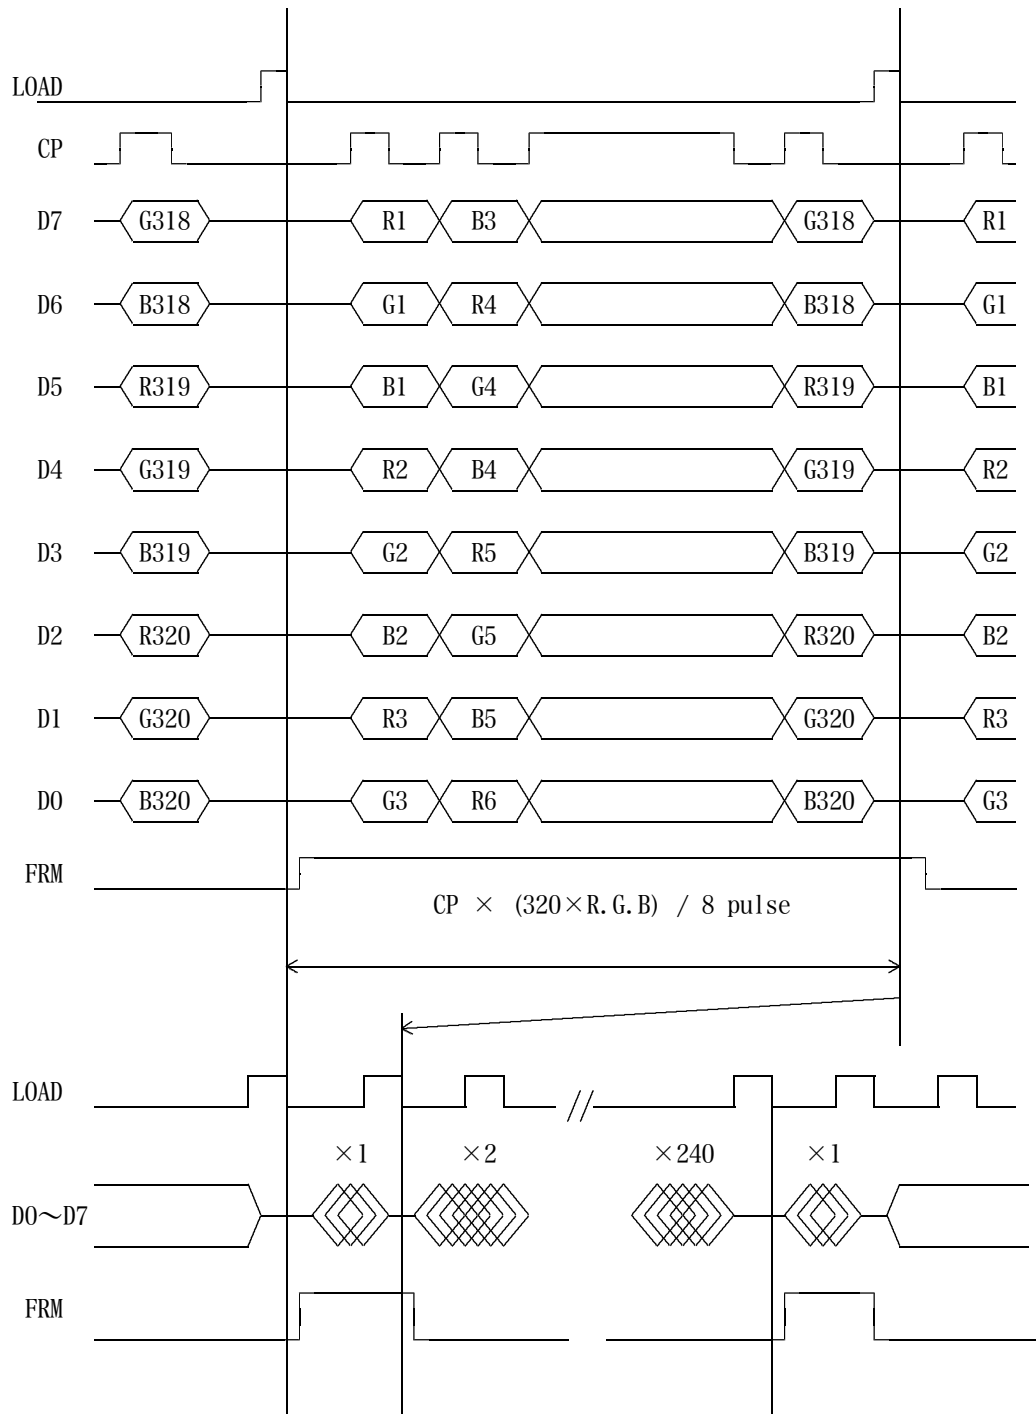 LOAD
CP
D7 G318 R1 B3 G318 R1
D6 B318 G1 R4 B318 G1
D5 R319 B1 G4 R319 B1
D4 G319 R2 B4 G319 R2
D3 B319 G2 R5 B319 G2
D2 R320 B2 G5 R320 B2
D1 G320 R3 B5 G320 R3
D0 B320 G3 R6 B320 G3
FRM
CP × (320×R.G.B) / 8 pulse
LOAD
×1 ×2 ×240 ×1
D0～D7
FRM